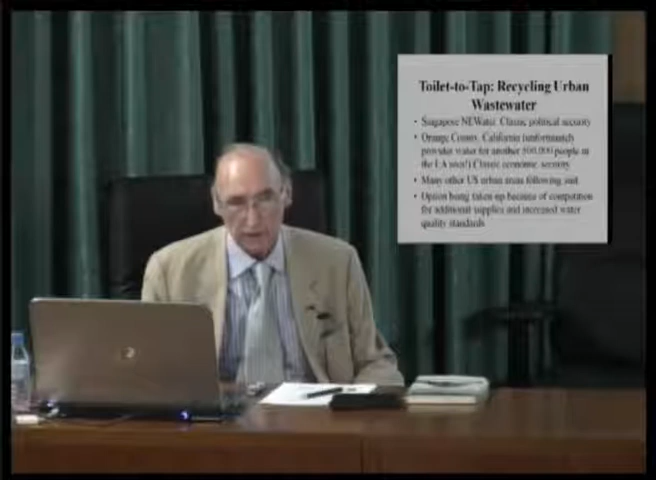 Toilet-to-Tap: Recycling Urban
Wastewater
• Singapore NEWater. Classic political security
• Orange County, California (unfortunately
provides water for another 500,000 people in
the LA area!) Classic economic security
• Many other US urban areas following suit
• Option being taken up because of competition
for additional supplies and increased water
quality standards